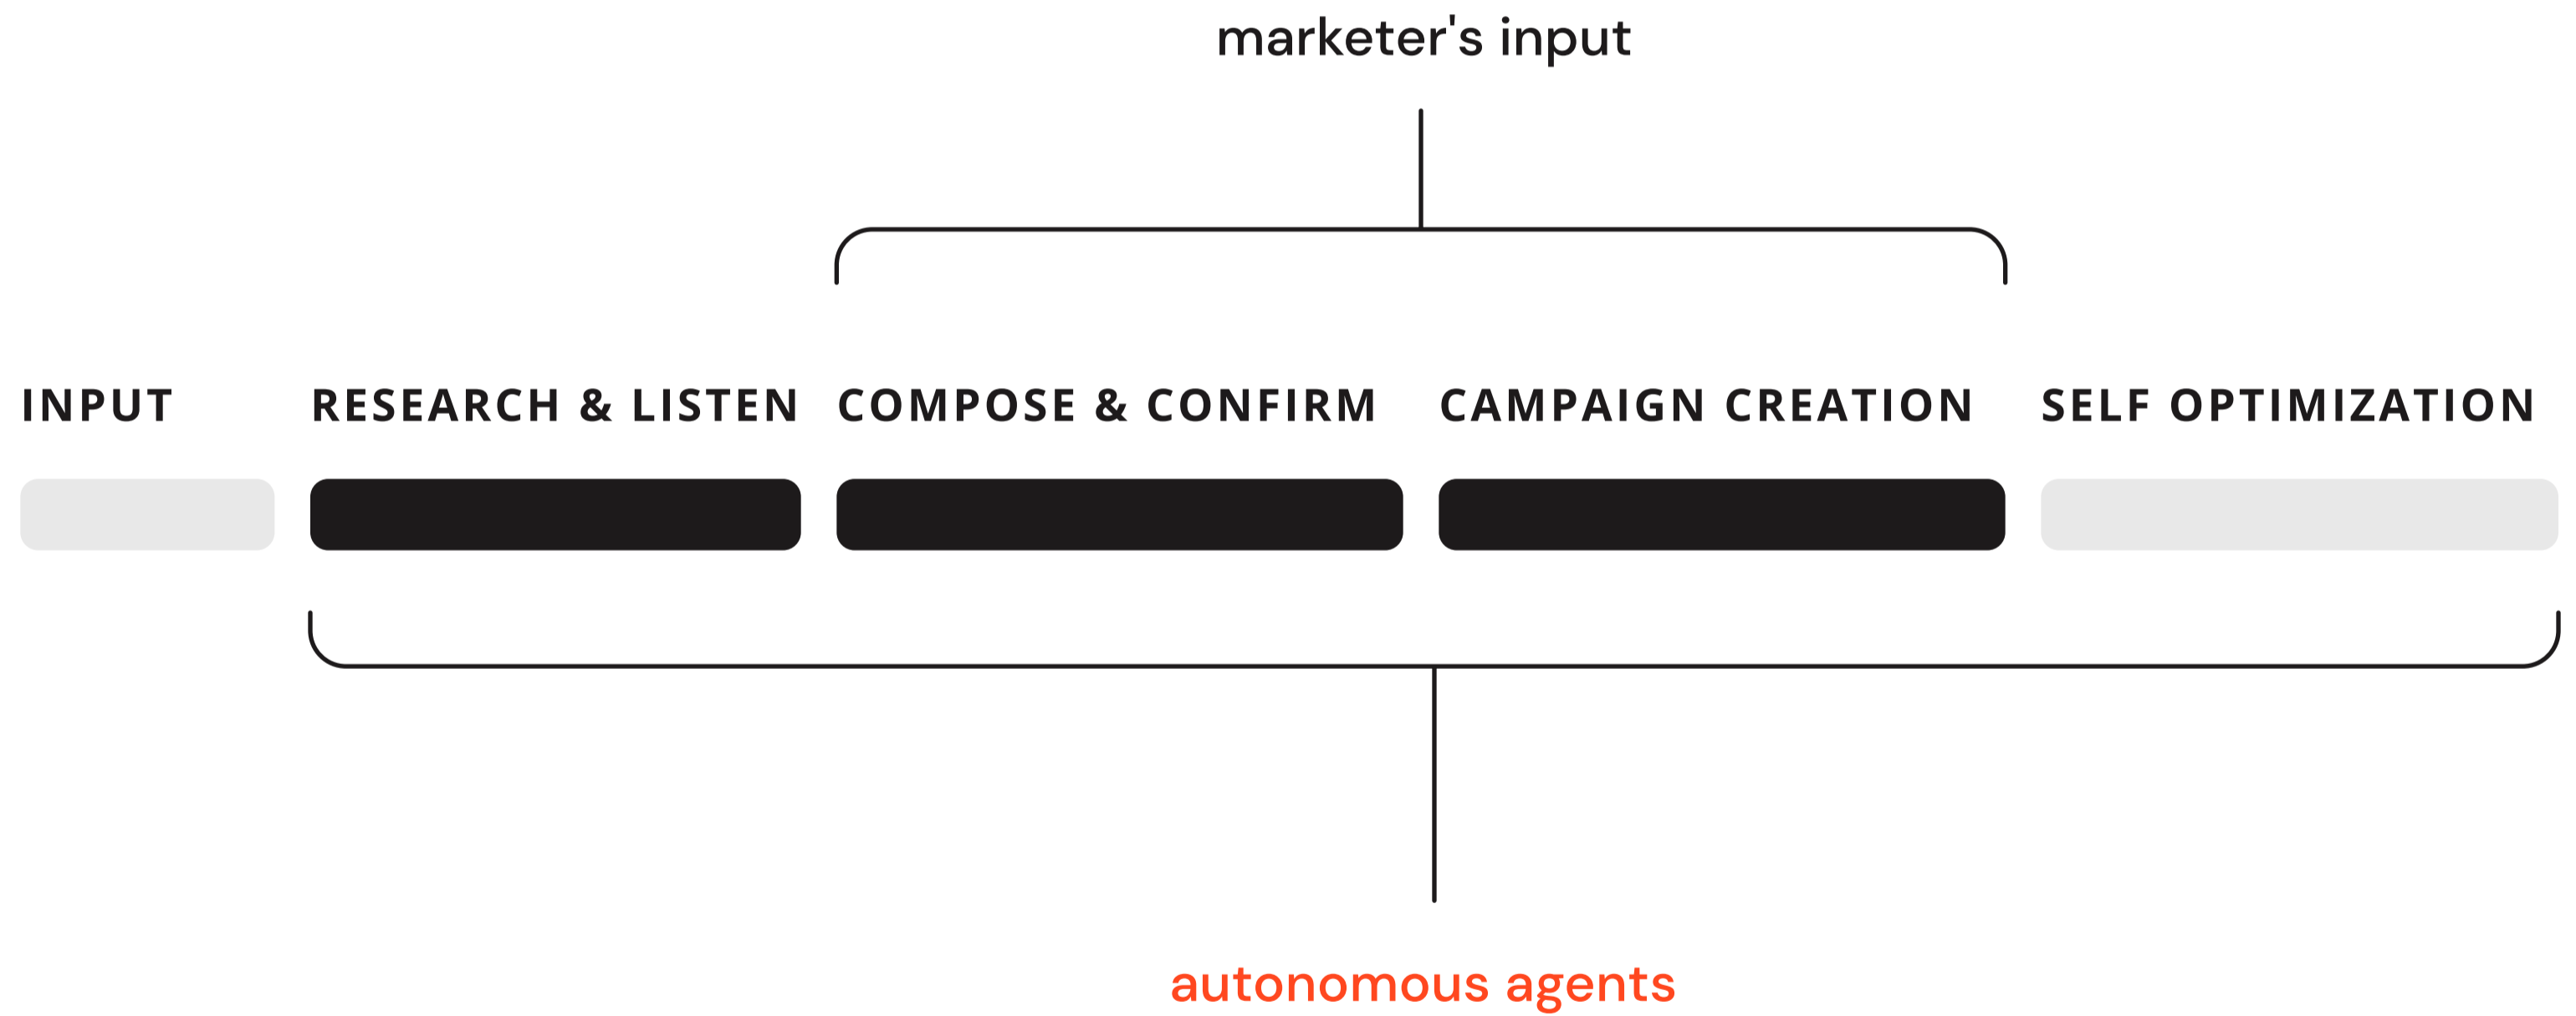 marketer's input
INPUT
RESEARCH & LISTEN
COMPOSE & CONFIRM
CAMPAIGN CREATION
SELF OPTIMIZATION
autonomous agents